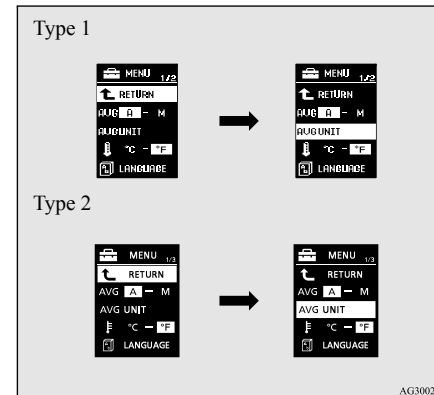 Type 1
MENU 1/2
RETURN
AVG A - M
AVG UNIT
°C - °F
LANGUAGE
MENU 1/2
RETURN
AVG A - M
AVG UNIT
°C - °F
LANGUAGE
Type 2
MENU 1/3
RETURN
AVG A - M
AVG UNIT
°C - °F
LANGUAGE
MENU 1/3
RETURN
AVG A - M
AVG UNIT
°C - °F
LANGUAGE
AG3002